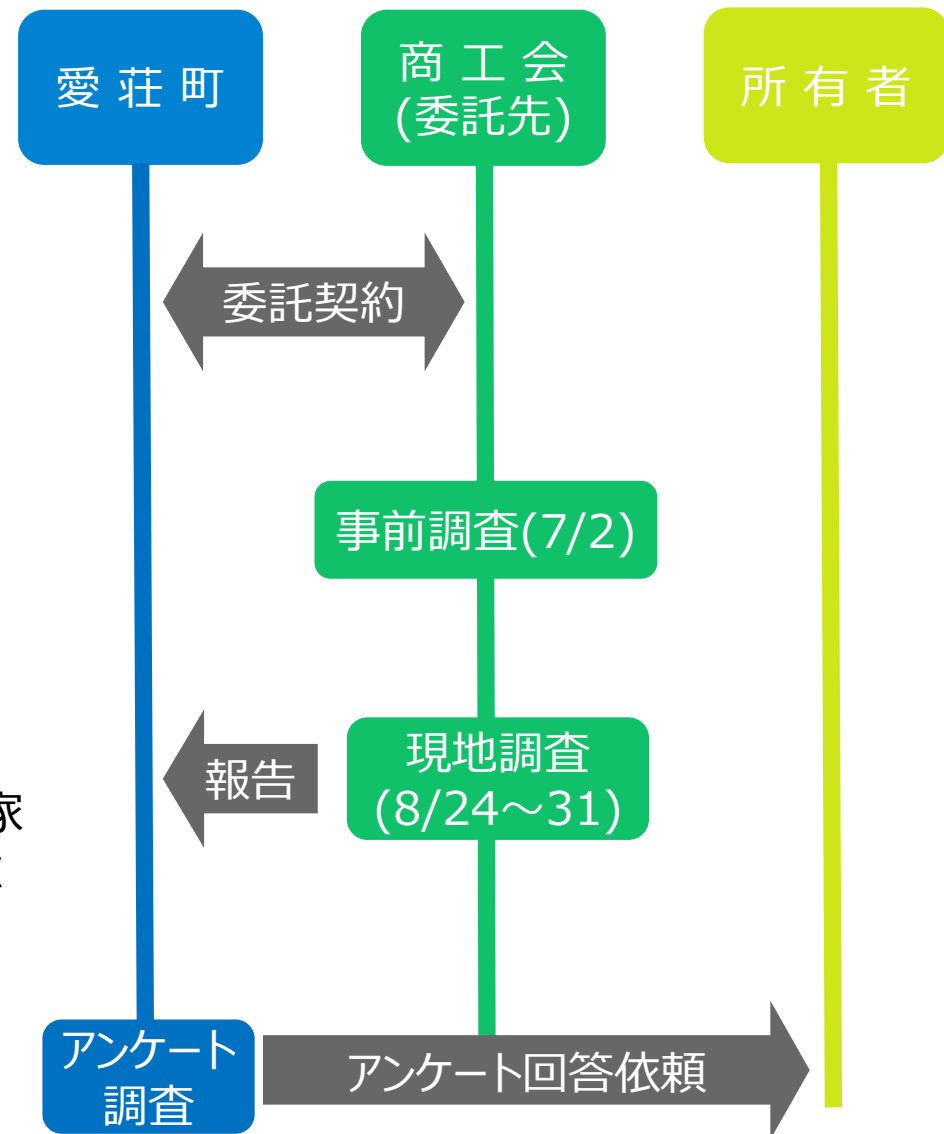 愛荘町
商工会
(委託先)
所有者
委託契約
事前調査(7/2)
現地調査
(8/24～31)
報告
家
アンケート
調査
アンケート回答依頼